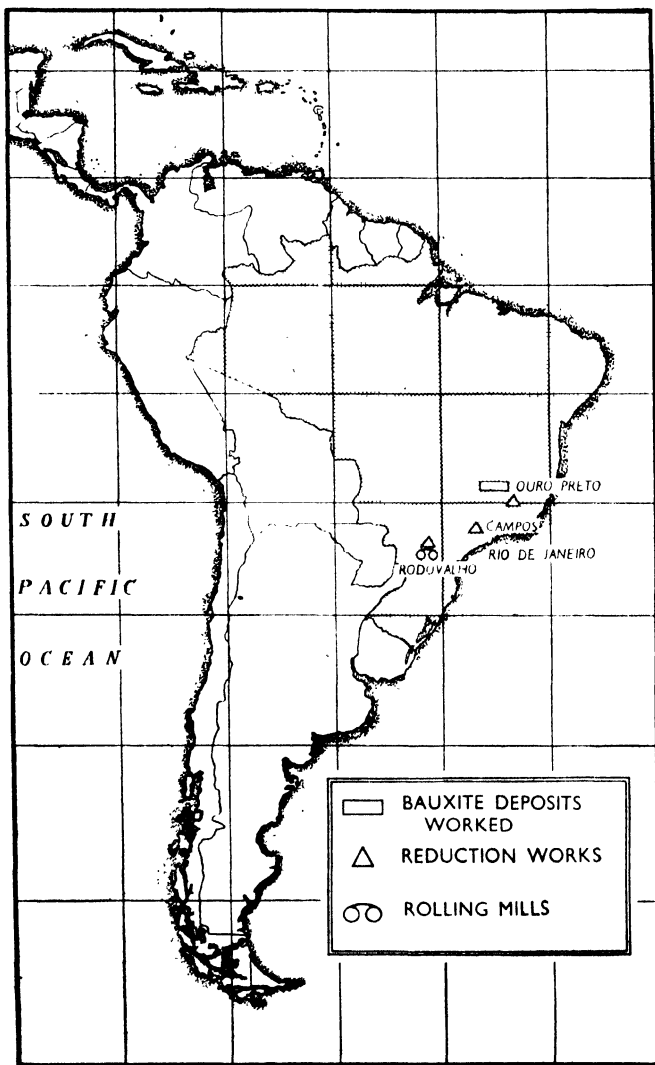 OURO PRETO
SOUTH
CAMPOS
RIO DE JANEIRO
RODOVALHO
PACIFIC
OCEAN
BAUXITE DEPOSITS
WORKED
REDUCTION WORKS
ROLLING MILLS